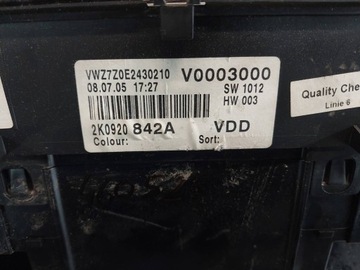 VWZ7Z0E2430210 V0003000
08.07.05 17:27 SW 1012
HW 003
2K0920 842A VDD
Colour: Sort:
Quality Che
Linie 6